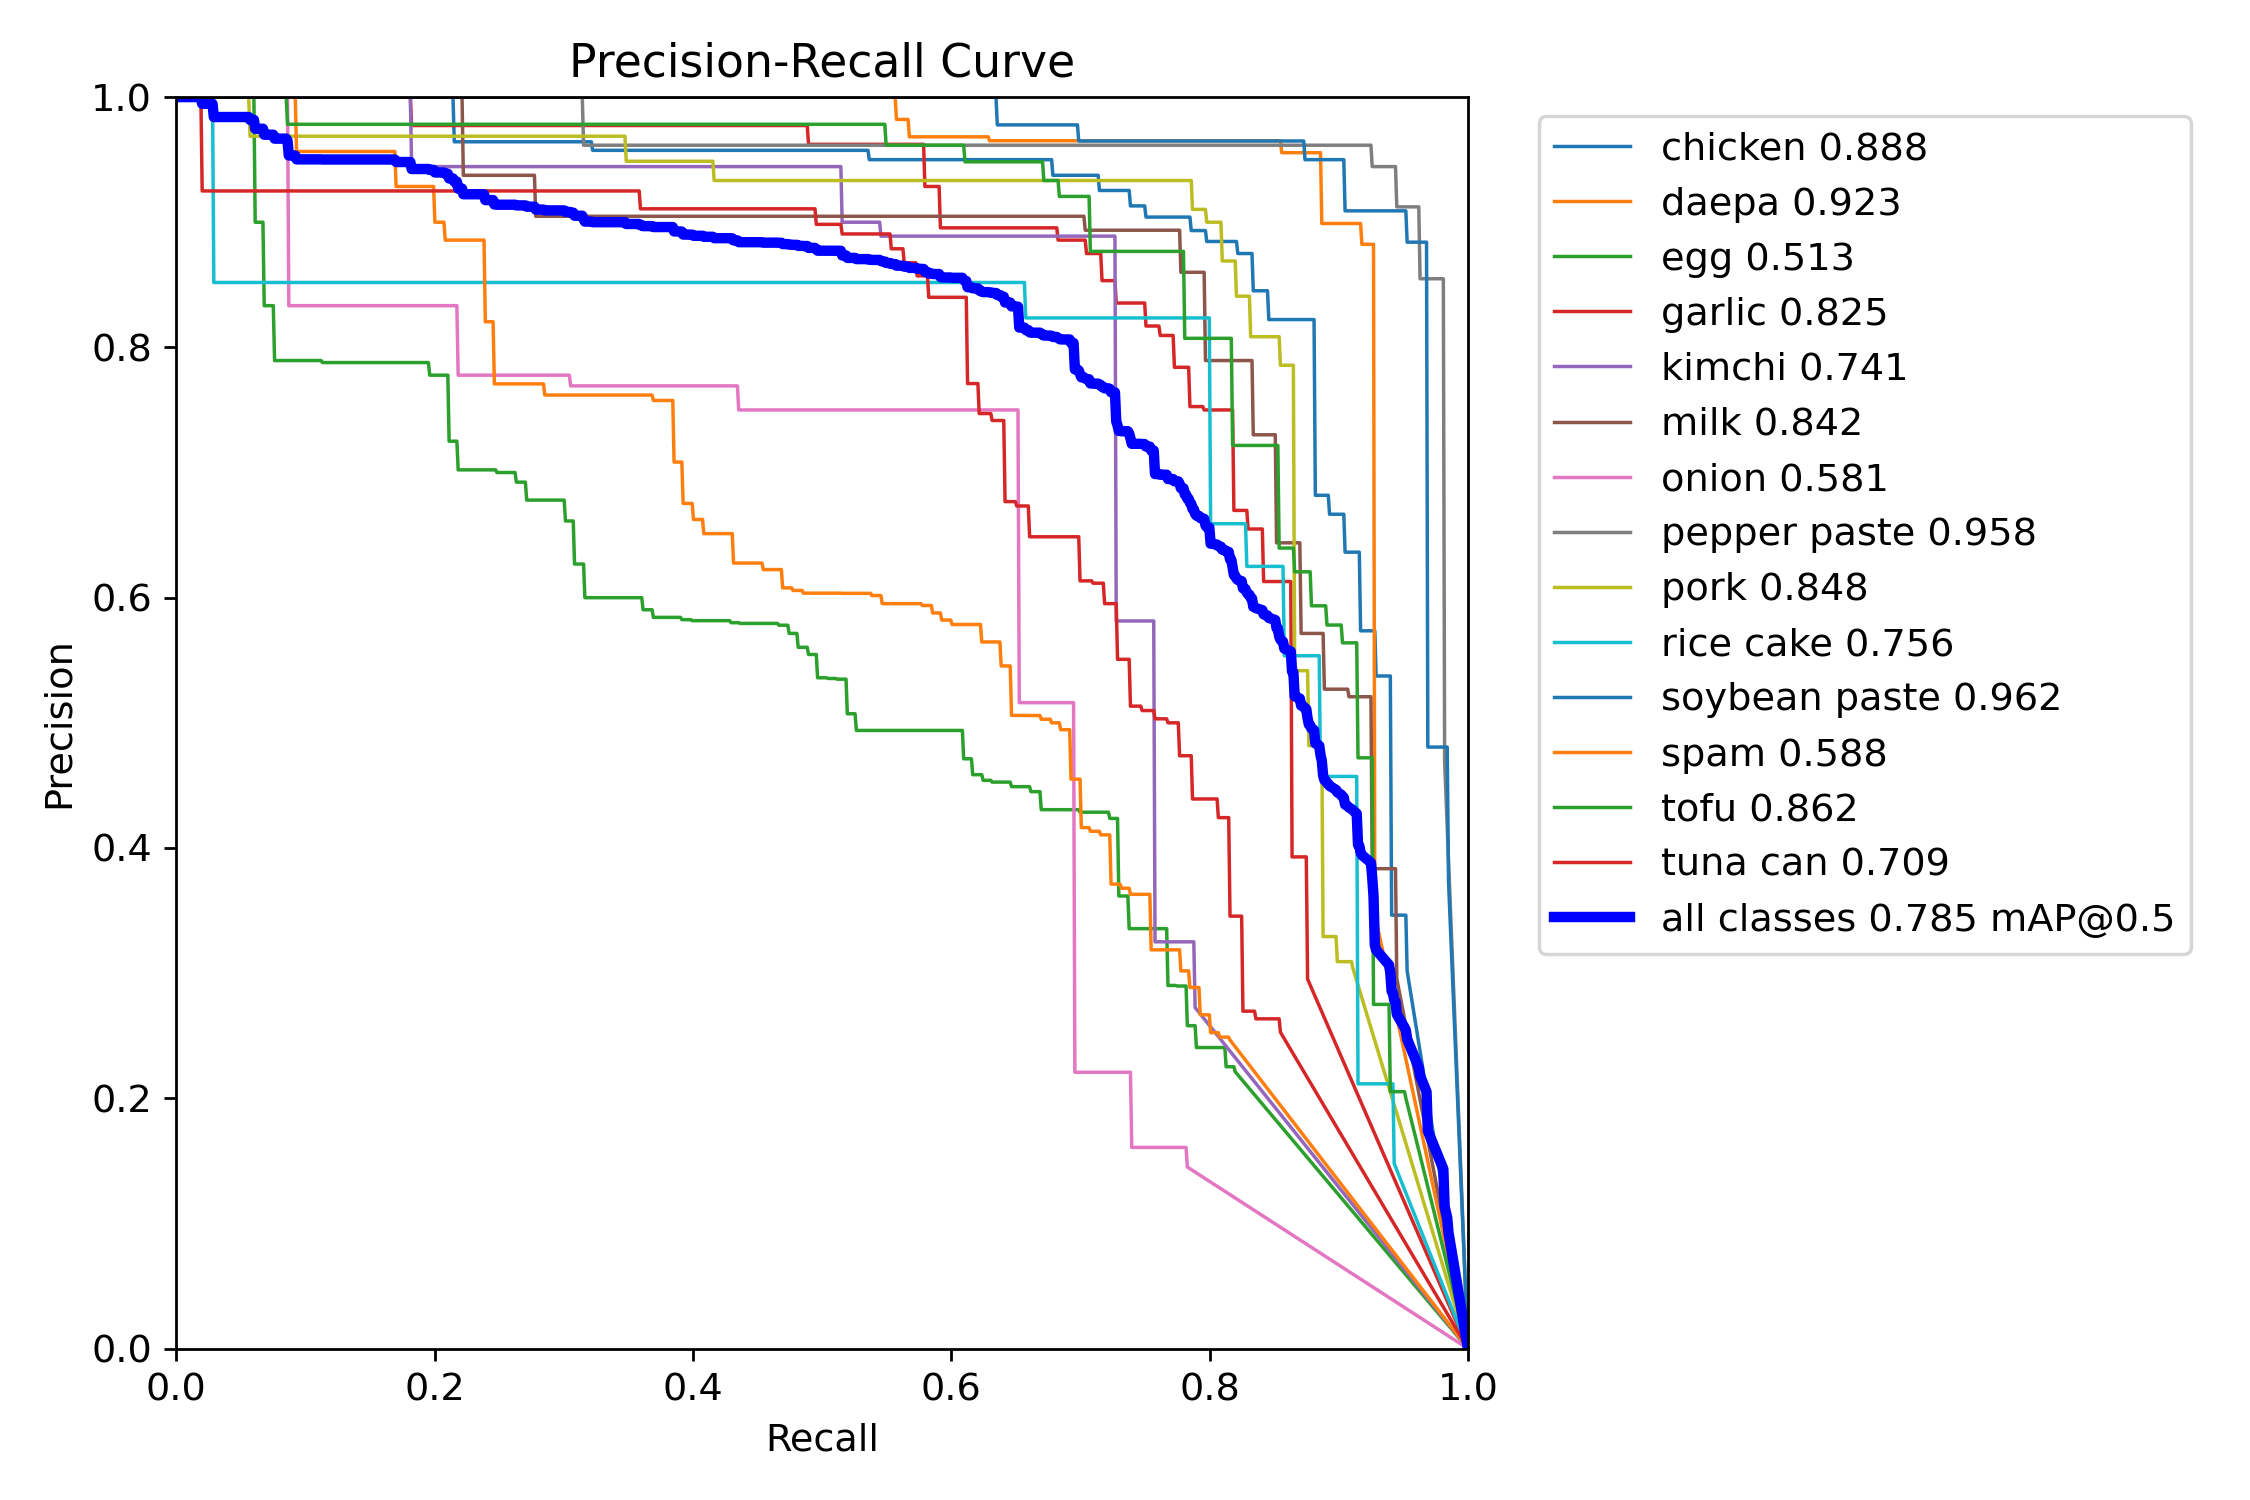 Precision-Recall Curve
1.0
0.8
0.6
0.4
0.2
0.0
Precision
0.0 0.2 0.4 0.6 0.8 1.0
Recall
chicken 0.888
daepa 0.923
egg 0.513
garlic 0.825
kimchi 0.741
milk 0.842
onion 0.581
pepper paste 0.958
pork 0.848
rice cake 0.756
soybean paste 0.962
spam 0.588
tofu 0.862
tuna can 0.709
all classes 0.785 mAP@0.5